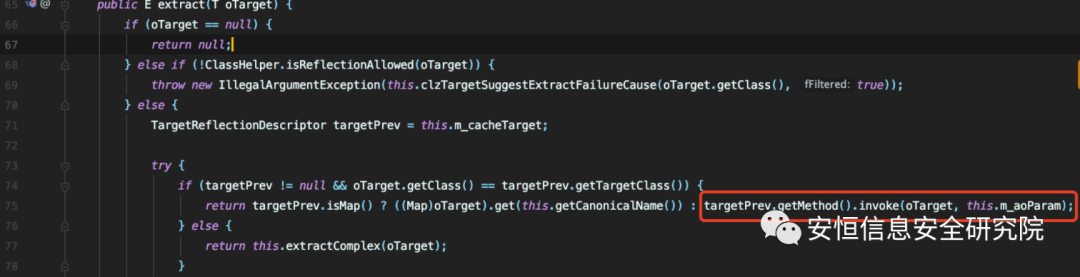 65 public E extract(T oTarget) {
66 if (oTarget == null) {
67 return null;
68 } else if (!ClassHelper.isReflectionAllowed(oTarget)) {
69 throw new IllegalArgumentException(this.clzTargetSuggestExtractFailureCause(oTarget.getClass(), fFiltered: true));
70 } else {
71 TargetReflectionDescriptor targetPrev = this.m_cacheTarget;
72
73 try {
74 if (targetPrev != null && oTarget.getClass() == targetPrev.getTargetClass()) {
75 return targetPrev.isMap() ? ((Map)oTarget).get(this.getCanonicalName()) : targetPrev.getMethod().invoke(oTarget, this.m_aoParam);
76 } else {
77 return this.extractComplex(oTarget);
78 }
安恒信息安全研究院